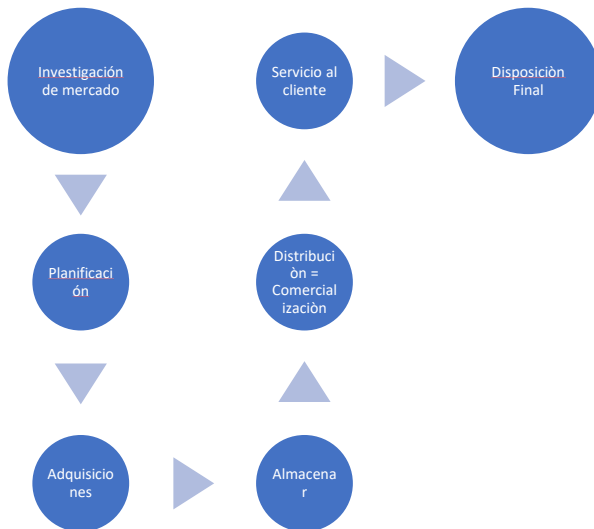 Investigación
de mercado
Planificaci
ón
Adquisicio
nes
Almacena
r
Distribuci
òn =
Comercial
izaciòn
Servicio al
cliente
Disposiciòn
Final